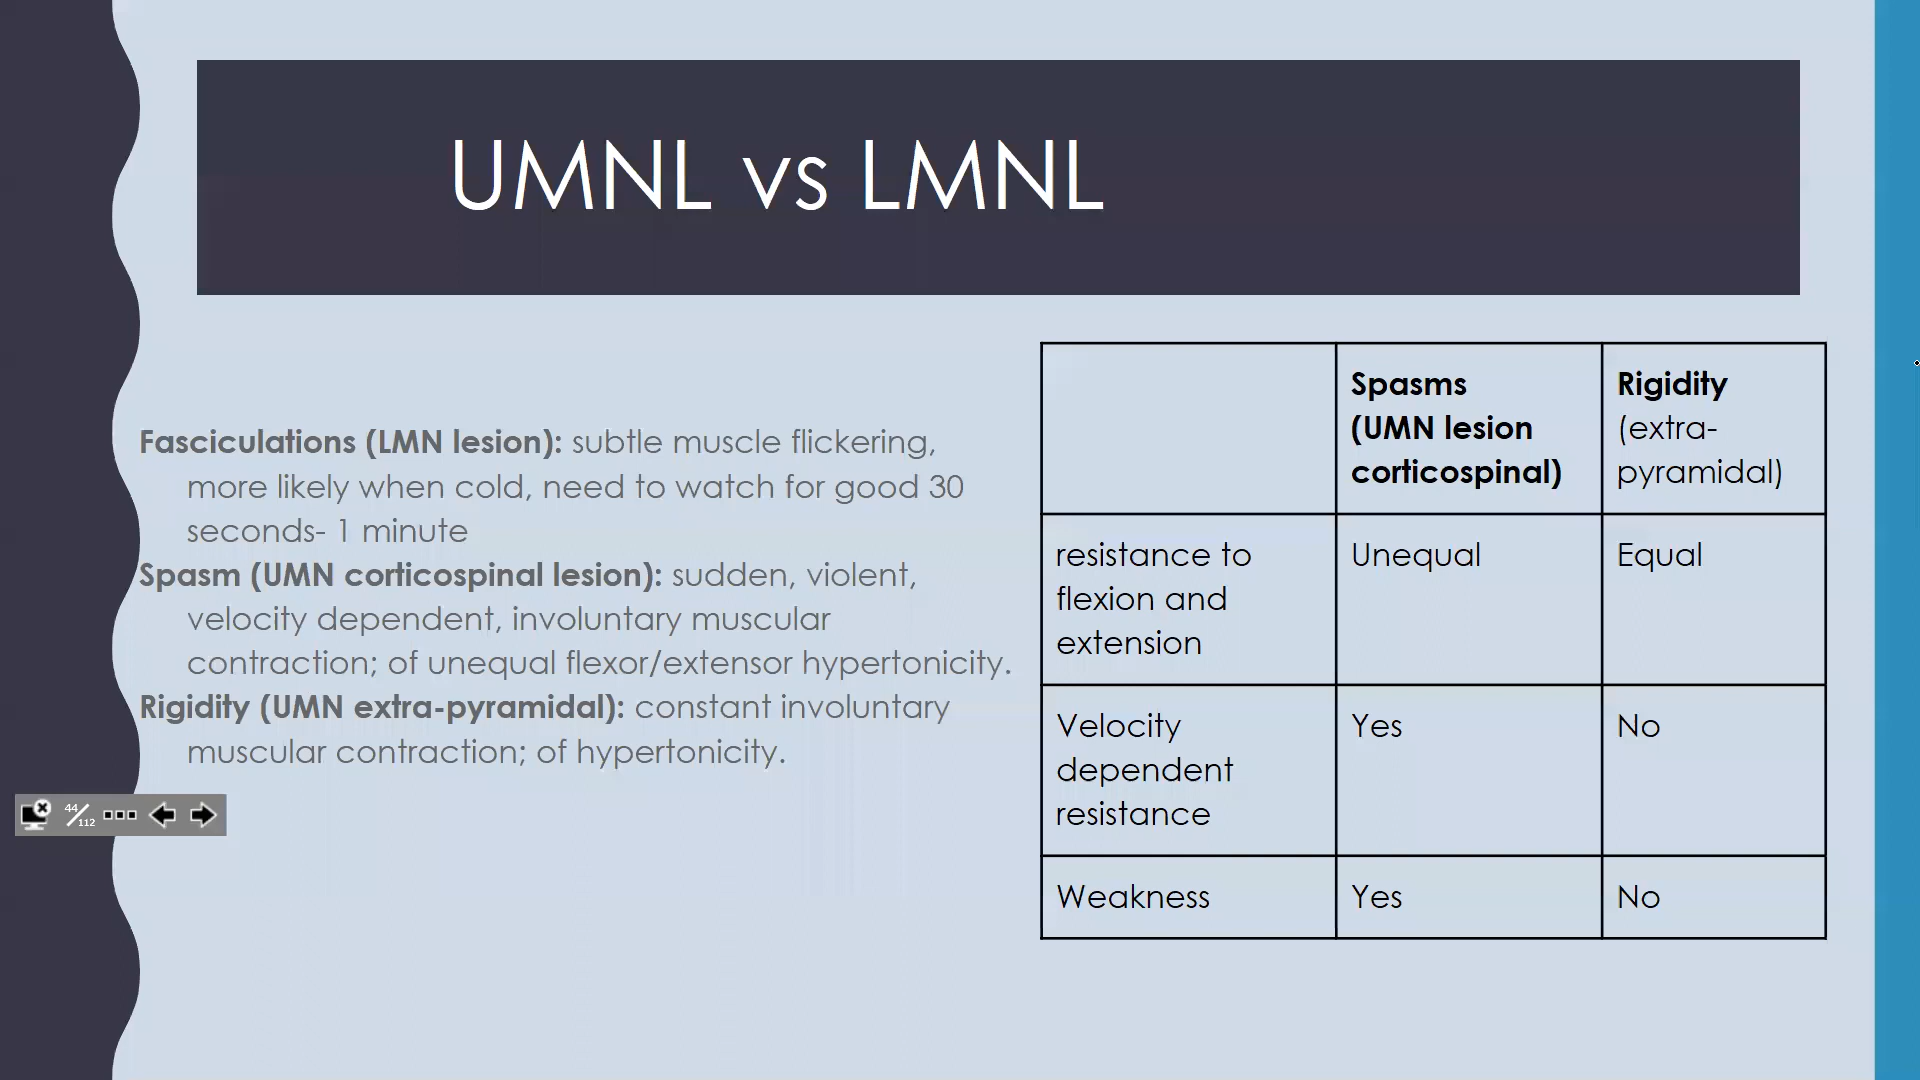 UMNL vs LMNL
Fasciculations (LMN lesion): subtle muscle flickering,
more likely when cold, need to watch for good 30
seconds- 1 minute
Spasm (UMN corticospinal lesion): sudden, violent,
velocity dependent, involuntary muscular
contraction; of unequal flexor/extensor hypertonicity.
Rigidity (UMN extra-pyramidal): constant involuntary
muscular contraction; of hypertonicity.
44/112
Spasms
(UMN lesion
corticospinal)
Rigidity
(extra-
pyramidal)
resistance to
flexion and
extension
Unequal
Equal
Velocity
dependent
resistance
Yes
No
Weakness
Yes
No